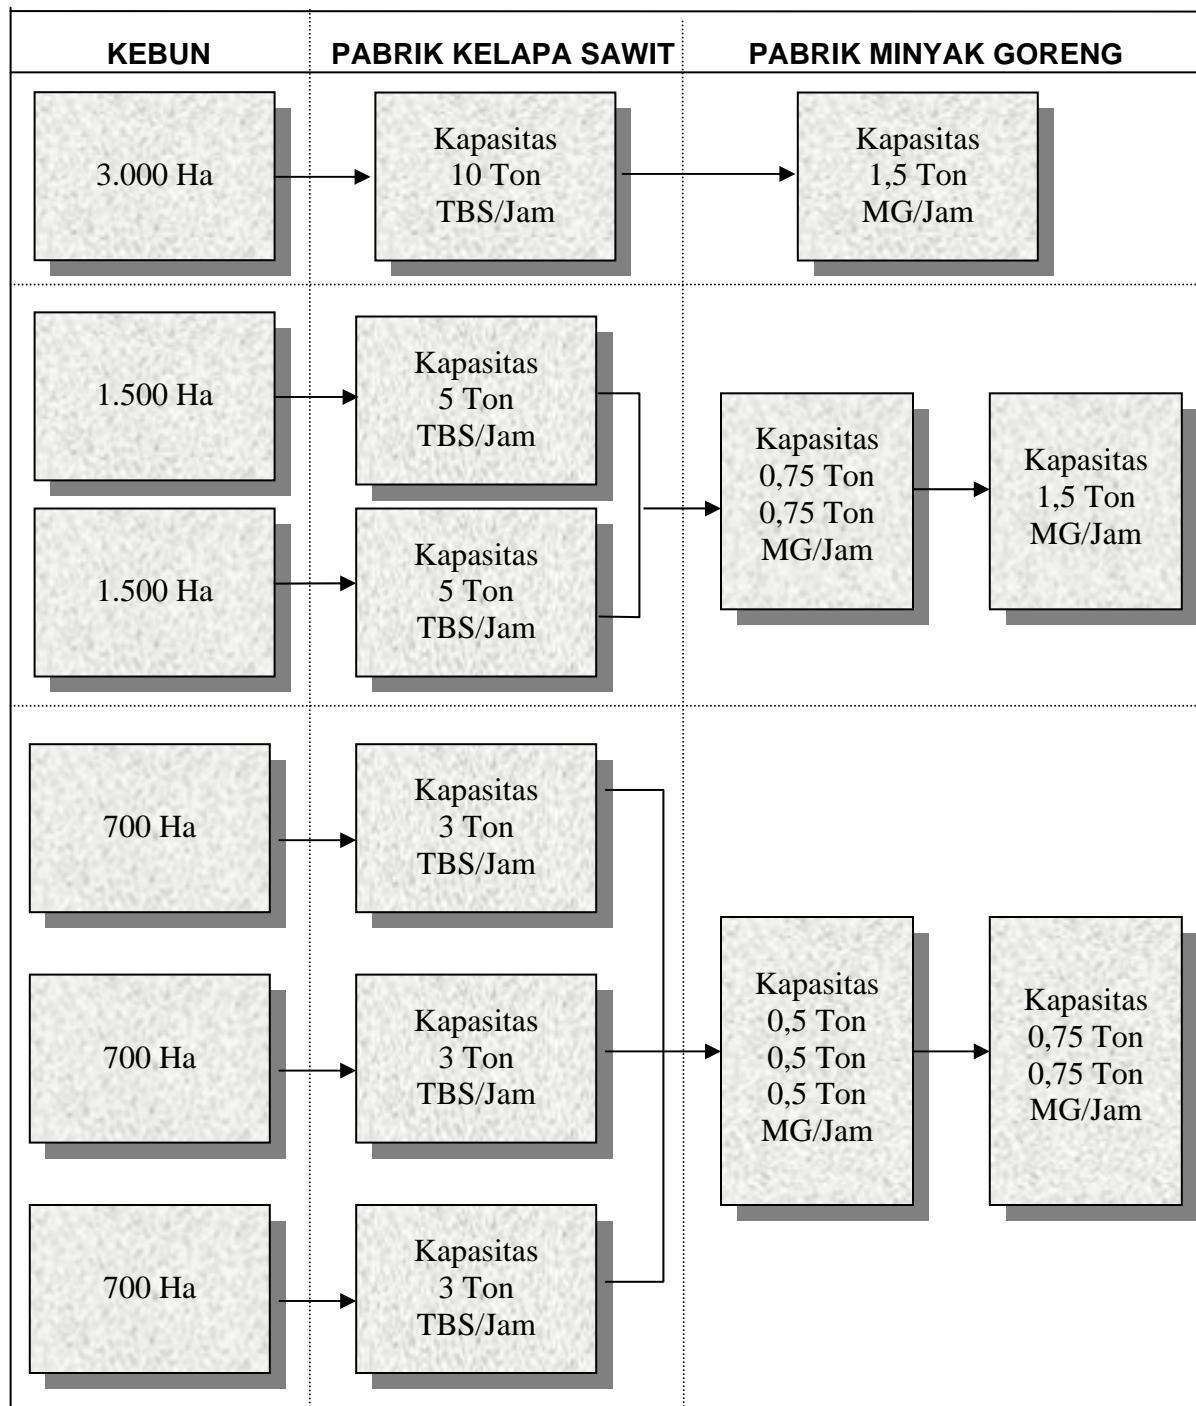 KEBUN
PABRIK KELAPA SAWIT
PABRIK MINYAK GORENG
3.000 Ha
Kapasitas
10 Ton
TBS/Jam
Kapasitas
1,5 Ton
MG/Jam
1.500 Ha
Kapasitas
5 Ton
TBS/Jam
1.500 Ha
Kapasitas
5 Ton
TBS/Jam
Kapasitas
0,75 Ton
0,75 Ton
MG/Jam
Kapasitas
1,5 Ton
MG/Jam
700 Ha
Kapasitas
3 Ton
TBS/Jam
700 Ha
Kapasitas
3 Ton
TBS/Jam
700 Ha
Kapasitas
3 Ton
TBS/Jam
Kapasitas
0,5 Ton
0,5 Ton
0,5 Ton
MG/Jam
Kapasitas
0,75 Ton
0,75 Ton
MG/Jam